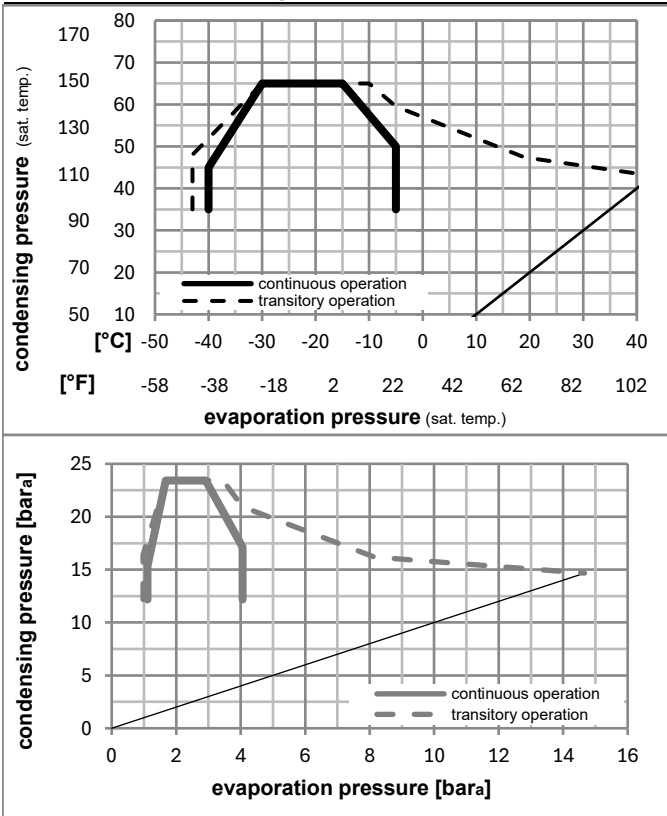 condensing pressure (sat. temp.)
170 80
70
150 60
130 50
110 40
90 30
70 20
50 10
continuous operation
transitory operation
[°C] -50 -40 -30 -20 -10 0 10 20 30 40
[°F] -58 -38 -18 2 22 42 62 82 102
evaporation pressure (sat. temp.)
condensing pressure [bara]
25
20
15
10
5
0
continuous operation
transitory operation
0 2 4 6 8 10 12 14 16
evaporation pressure [bara]